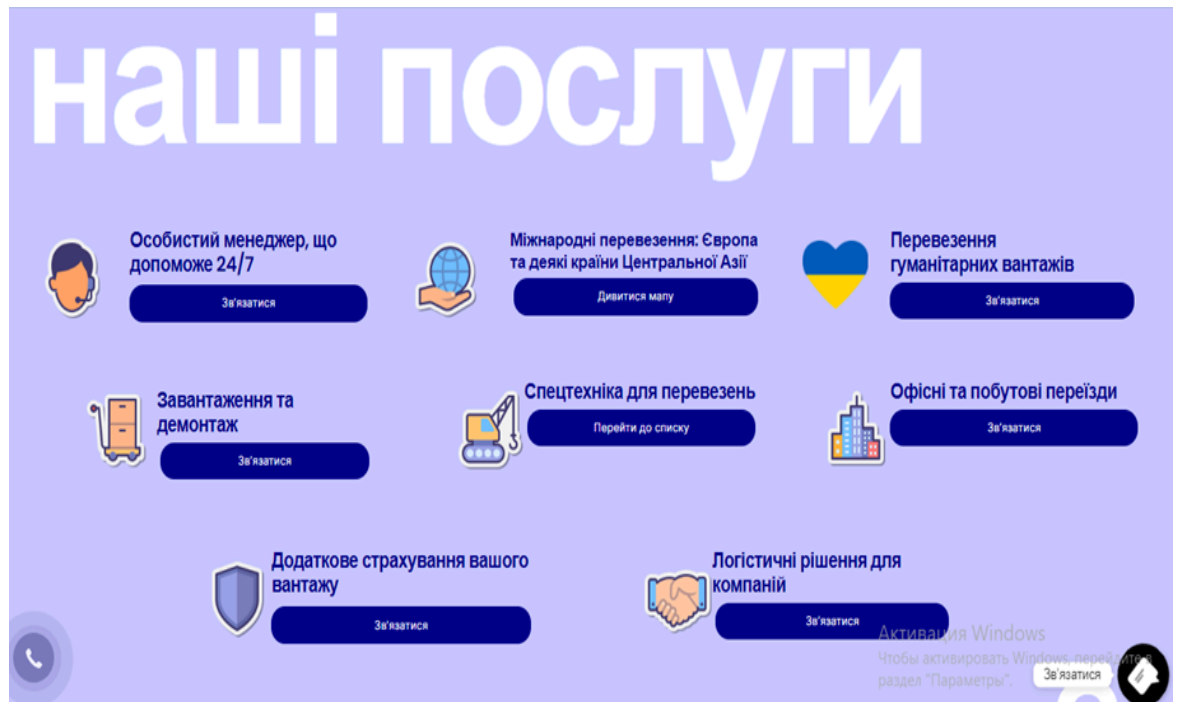 наші послуги
Особистий менеджер, що
допоможе 24/7
Зв'язатися
Міжнародні перевезення: Європа
та деякі країни Центральної Азії
Дивитися мапу
Перевезення
гуманітарних вантажів
Зв'язатися
Завантаження та
демонтаж
Зв'язатися
Спецтехніка для перевезень
Перейти до списку
Офісні та побутові переїзди
Зв'язатися
Додаткове страхування вашого
вантажу
Зв'язатися
Логістичні рішення для
компаній
Зв'язатися
Активация Windows
Чтобы активировать Windows, перейдите в
раздел "Параметры".
Зв'язатися